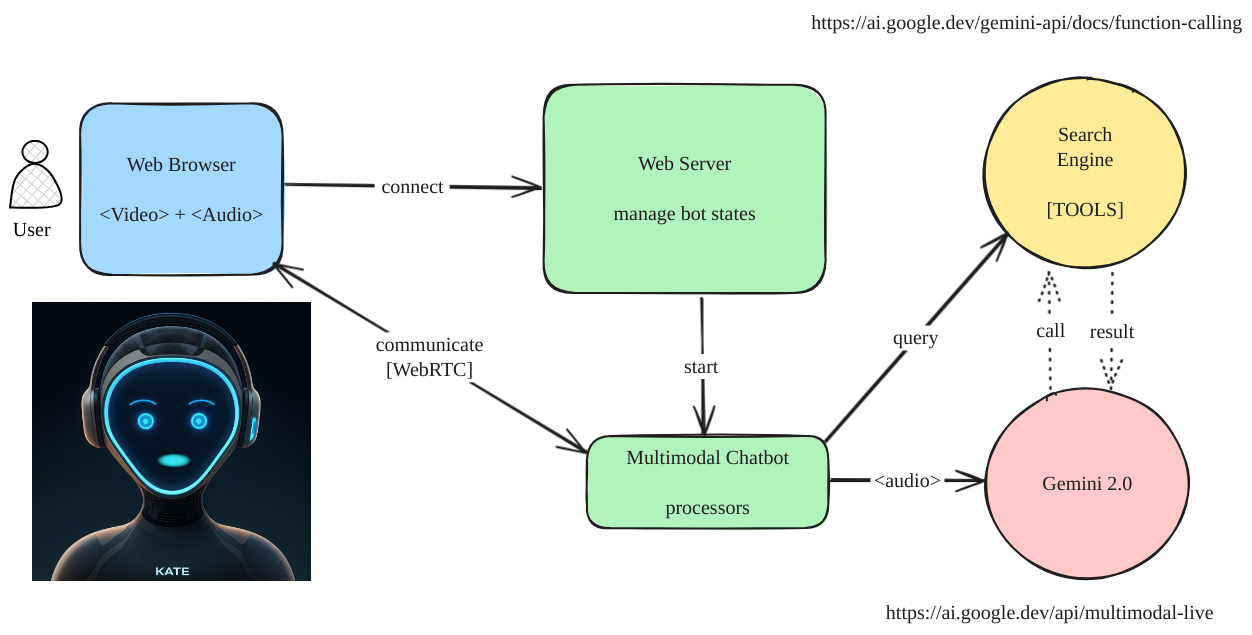 https://ai.google.dev/gemini-api/docs/function-calling
Web Browser
<Video> + <Audio>
User
connect
Web Server
manage bot states
Search
Engine
[TOOLS]
communicate
[WebRTC]
start
query
call
result
Multimodal Chatbot
processors
<audio>
Gemini 2.0
KATE
https://ai.google.dev/api/multimodal-live